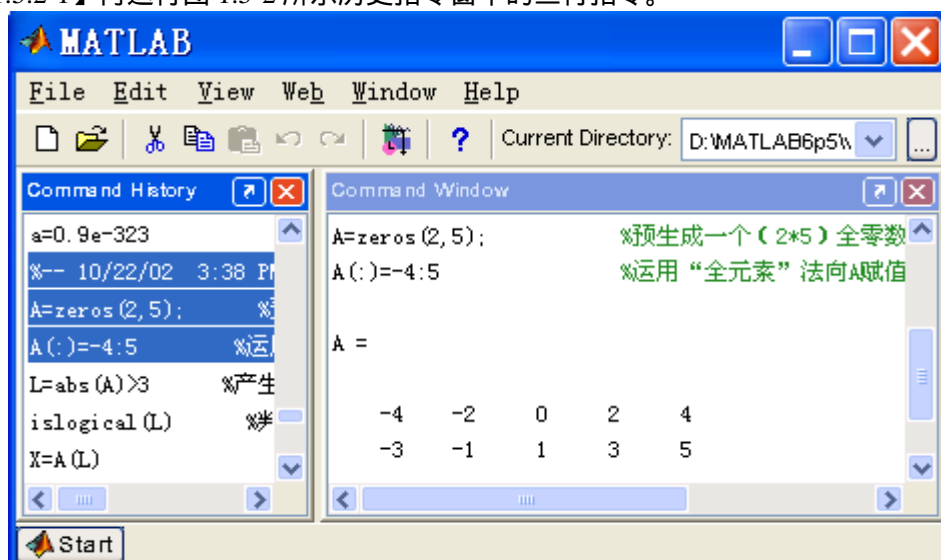 MATLAB
File Edit View Web Window Help
Current Directory: D:\MATLAB6p5\
Command History
a=0.9e-323
%-- 10/22/02 3:38
A=zeros(2,5);
A(:)=-4:5 %运
L=abs(A)>3 %产生
islogical(L) %
X=A(L)
Command Window
A=zeros(2,5); %预生成一个（2*5）全零数
A(:)=-4:5 %运用“全元素”法向A赋值
A =
-4 -2 0 2 4
-3 -1 1 3 5
Start